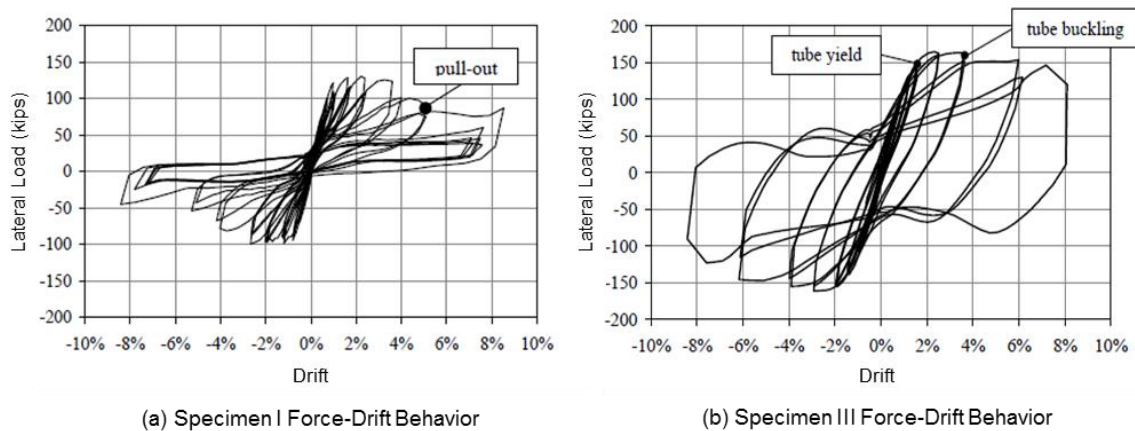 200
150
100
50
0
-50
-100
-150
-200
Lateral Load (kips)
pull-out
-10% -8% -6% -4% -2% 0% 2% 4% 6% 8% 10%
Drift
(a) Specimen I Force-Drift Behavior
200
150
100
50
0
-50
-100
-150
-200
Lateral Load (kips)
tube yield
tube buckling
-10% -8% -6% -4% -2% 0% 2% 4% 6% 8% 10%
Drift
(b) Specimen III Force-Drift Behavior